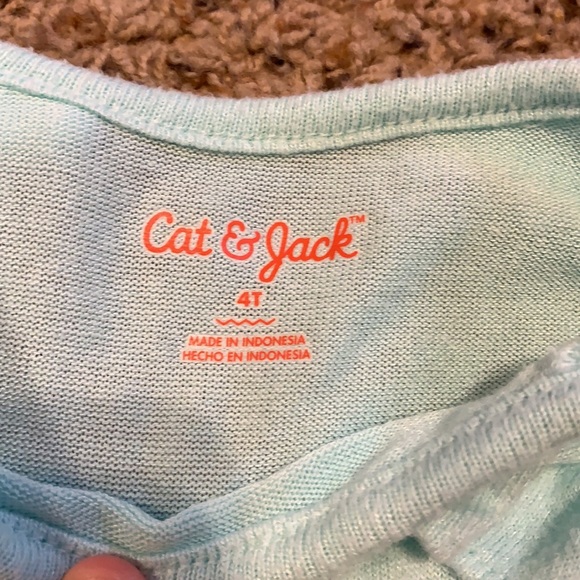 Cat & Jack™
4T
MADE IN INDONESIA
HECHO EN INDONESIA